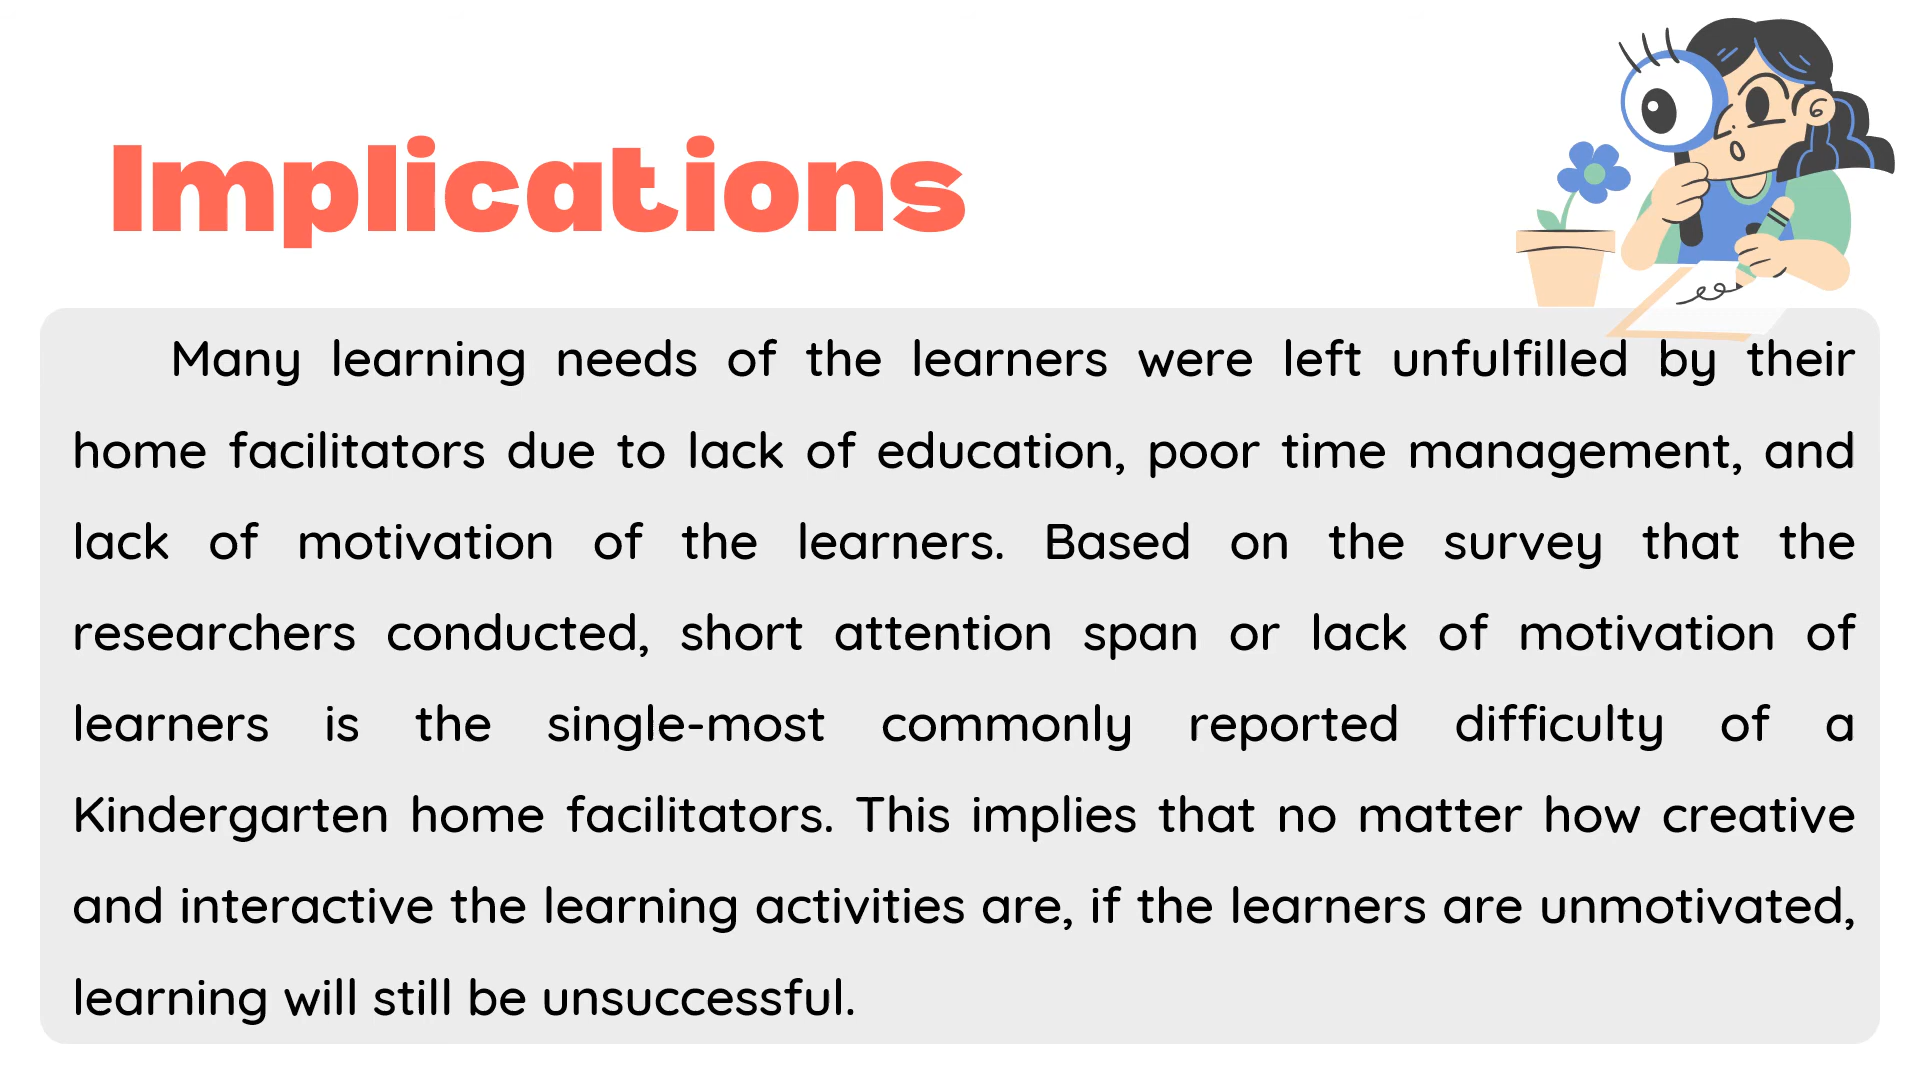 Implications
Many learning needs of the learners were left unfulfilled by their
home facilitators due to lack of education, poor time management, and
lack of motivation of the learners. Based on the survey that the
researchers conducted, short attention span or lack of motivation of
learners is the single-most commonly reported difficulty of a
Kindergarten home facilitators. This implies that no matter how creative
and interactive the learning activities are, if the learners are unmotivated,
learning will still be unsuccessful.